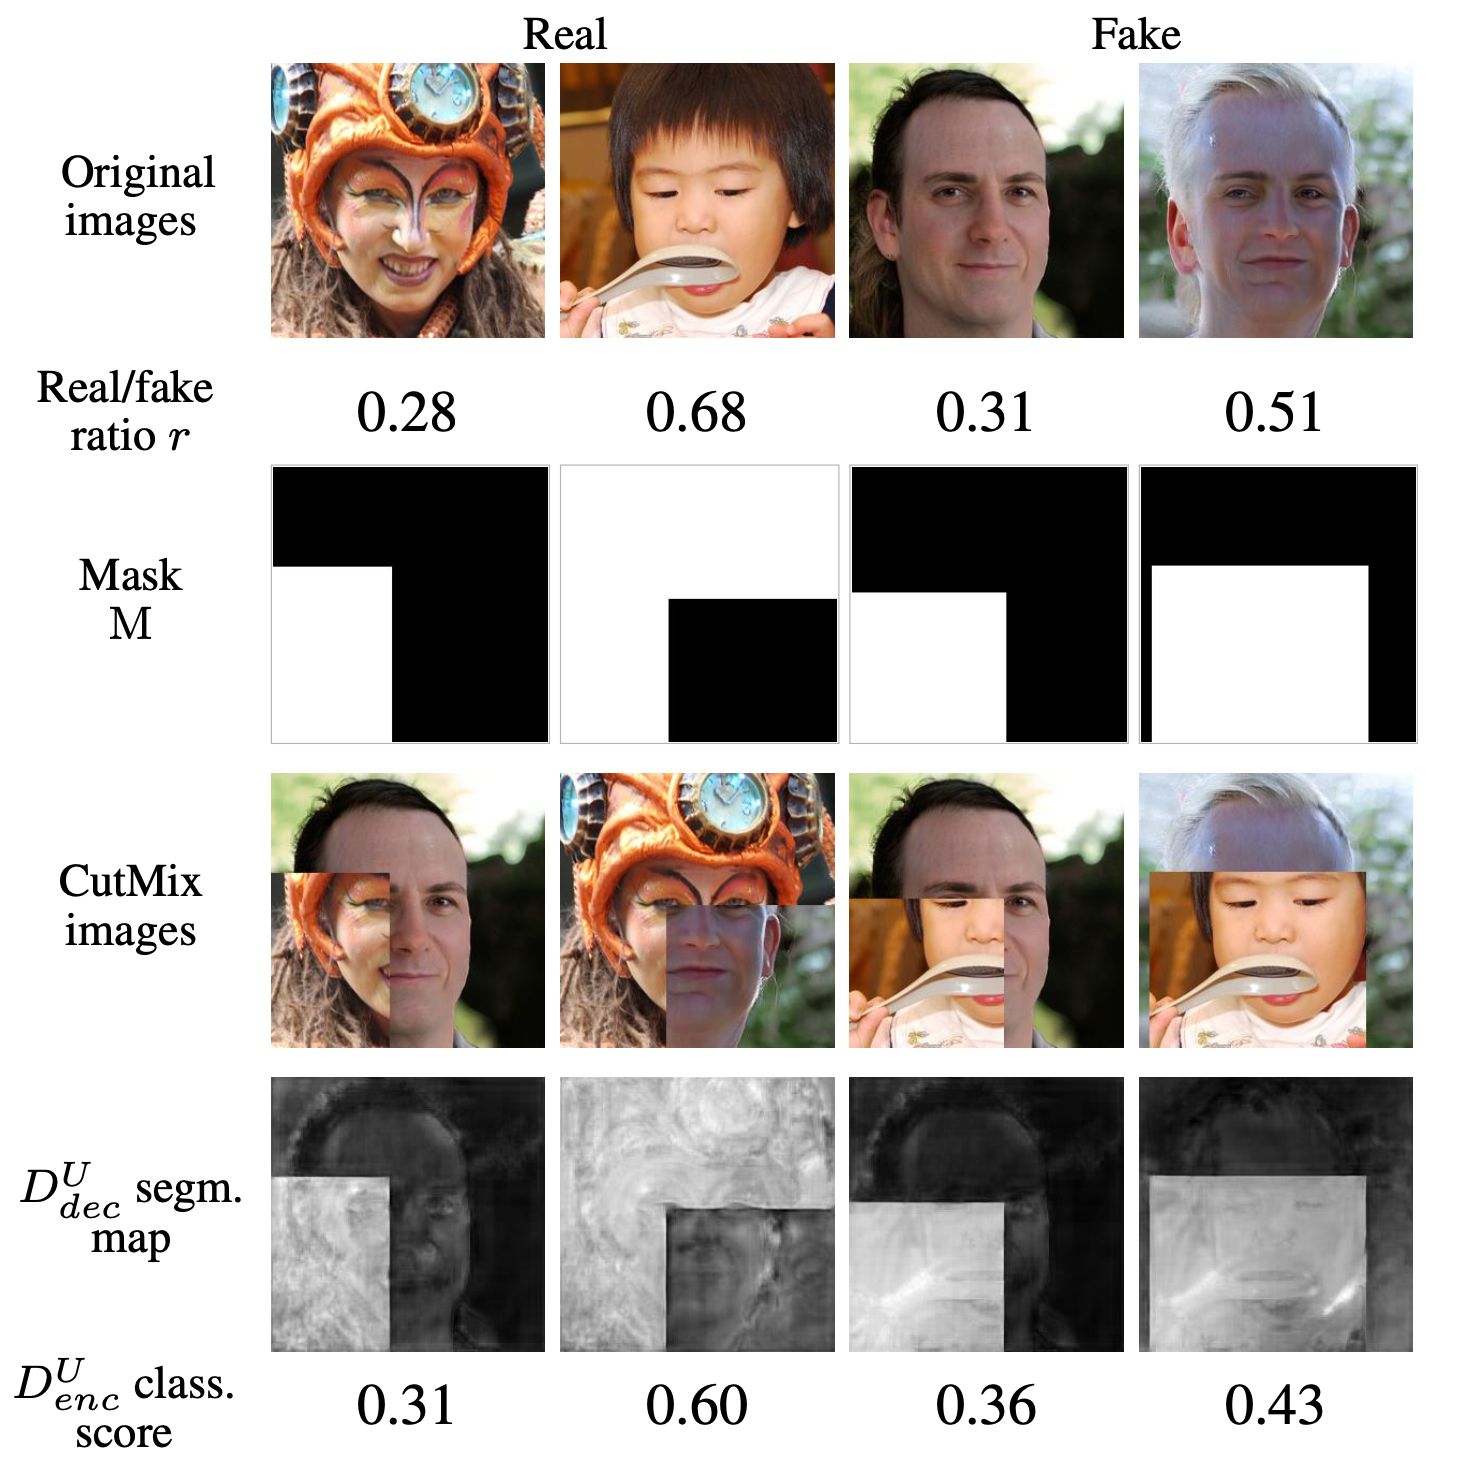 Real Fake
Original
images
Real/fake
ratio r
0.28 0.68 0.31 0.51
Mask
M
CutMix
images
D^U_dec segm.
map
D^U_enc class.
score
0.31 0.60 0.36 0.43